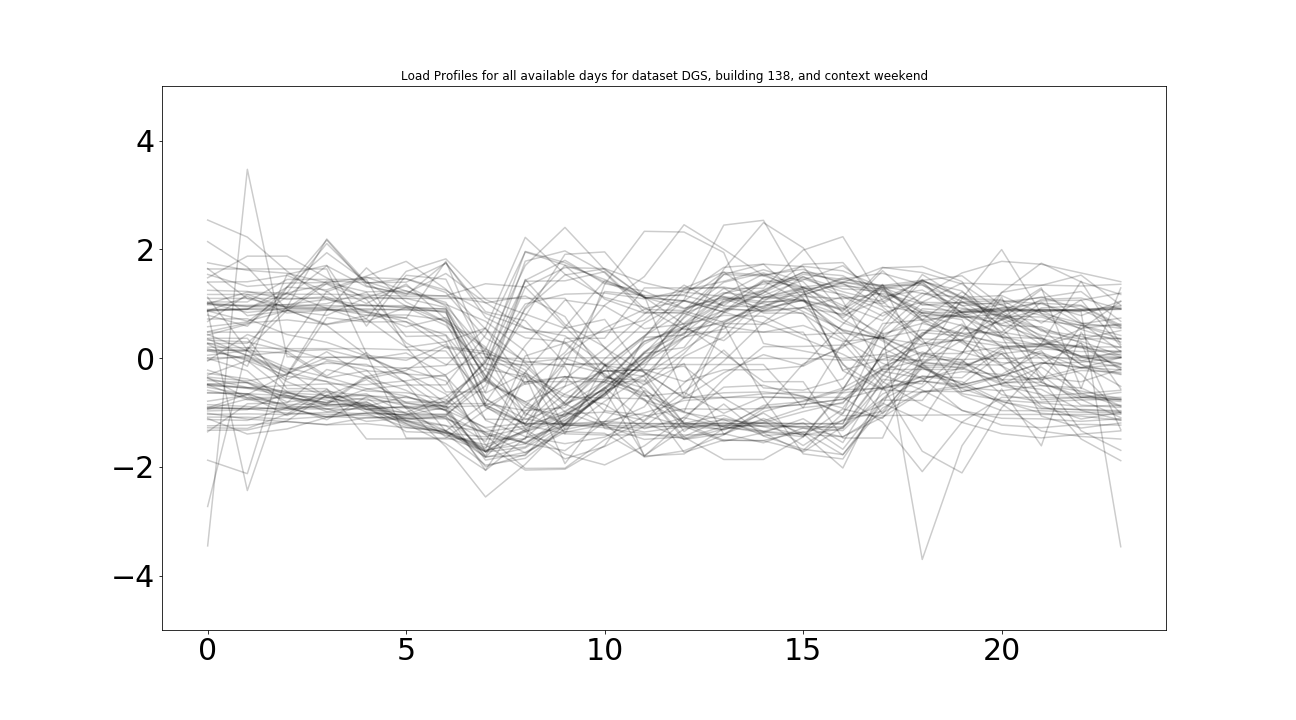 Load Profiles for all available days for dataset DGS, building 138, and context weekend
4
2
0
−2
−4
0 5 10 15 20